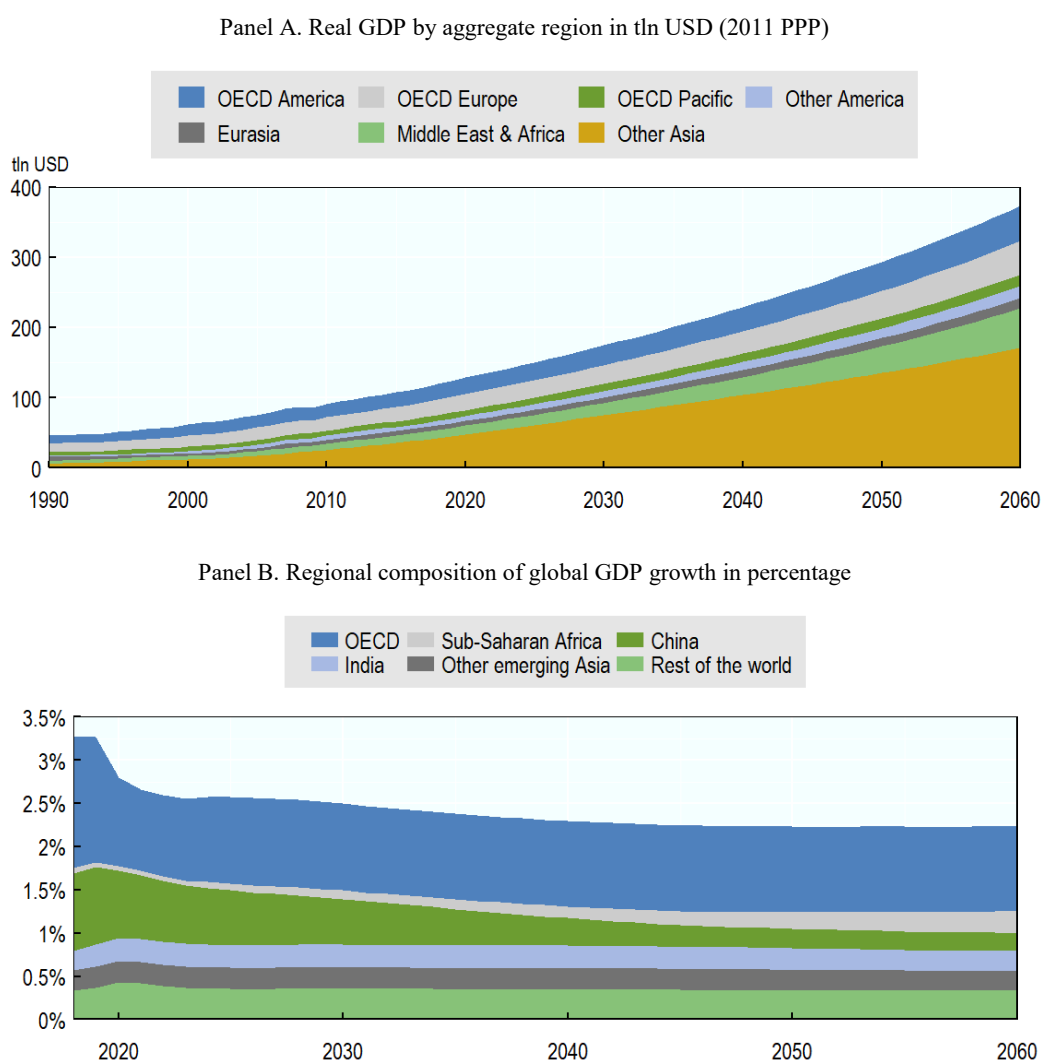 Panel A. Real GDP by aggregate region in tln USD (2011 PPP)
OECD America OECD Europe OECD Pacific Other America
Eurasia Middle East & Africa Other Asia
tln USD
400
300
200
100
0
1990 2000 2010 2020 2030 2040 2050 2060
Panel B. Regional composition of global GDP growth in percentage
OECD Sub-Saharan Africa China
India Other emerging Asia Rest of the world
3.5%
3%
2.5%
2%
1.5%
1%
0.5%
0%
2020 2030 2040 2050 2060